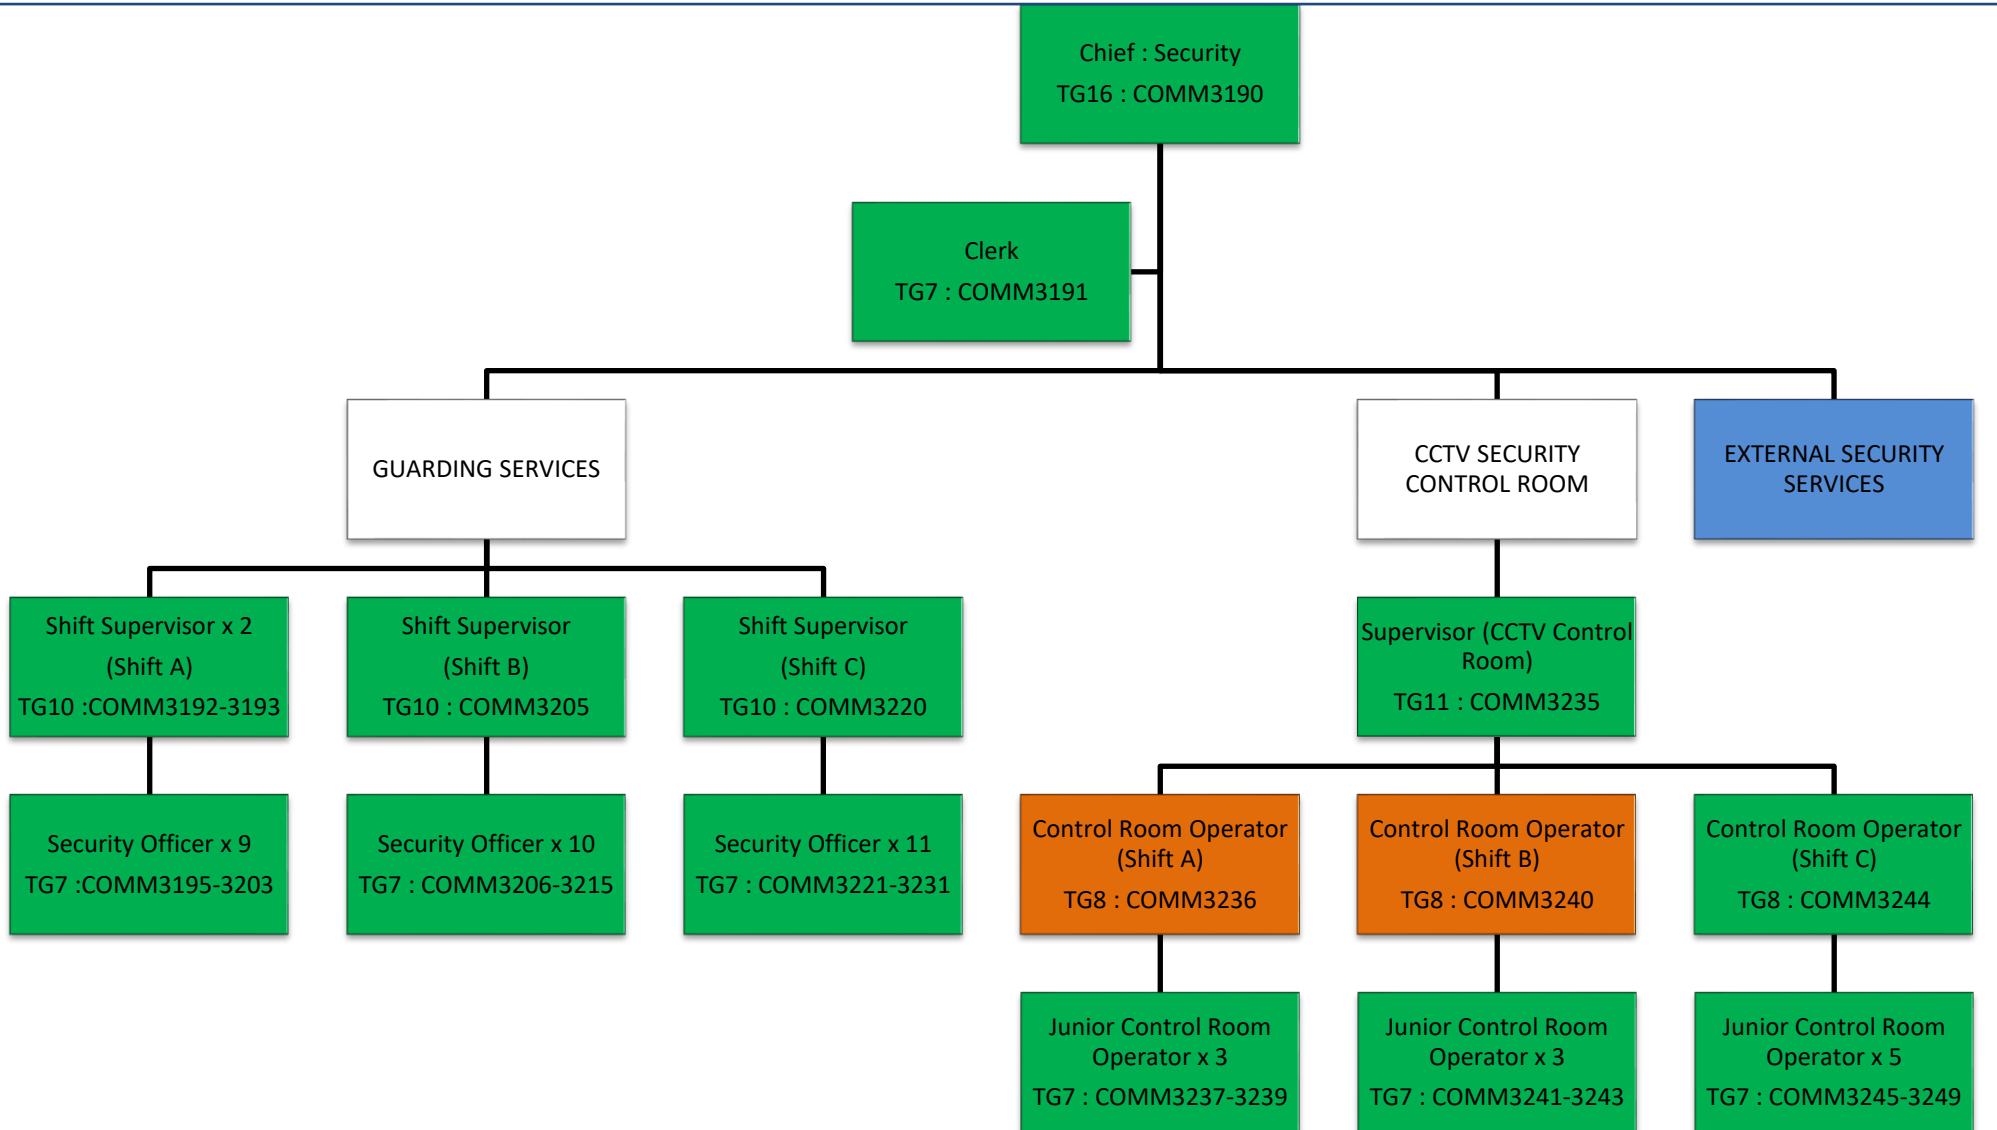 Chief : Security
TG16 : COMM3190
Clerk
TG7 : COMM3191
GUARDING SERVICES
CCTV SECURITY
CONTROL ROOM
EXTERNAL SECURITY
SERVICES
Shift Supervisor x 2
(Shift A)
TG10 :COMM3192-3193
Shift Supervisor
(Shift B)
TG10 : COMM3205
Shift Supervisor
(Shift C)
TG10 : COMM3220
Supervisor (CCTV Control
Room)
TG11 : COMM3235
Security Officer x 9
TG7 :COMM3195-3203
Security Officer x 10
TG7 : COMM3206-3215
Security Officer x 11
TG7 : COMM3221-3231
Control Room Operator
(Shift A)
TG8 : COMM3236
Control Room Operator
(Shift B)
TG8 : COMM3240
Control Room Operator
(Shift C)
TG8 : COMM3244
Junior Control Room
Operator x 3
TG7 : COMM3237-3239
Junior Control Room
Operator x 3
TG7 : COMM3241-3243
Junior Control Room
Operator x 5
TG7 : COMM3245-3249